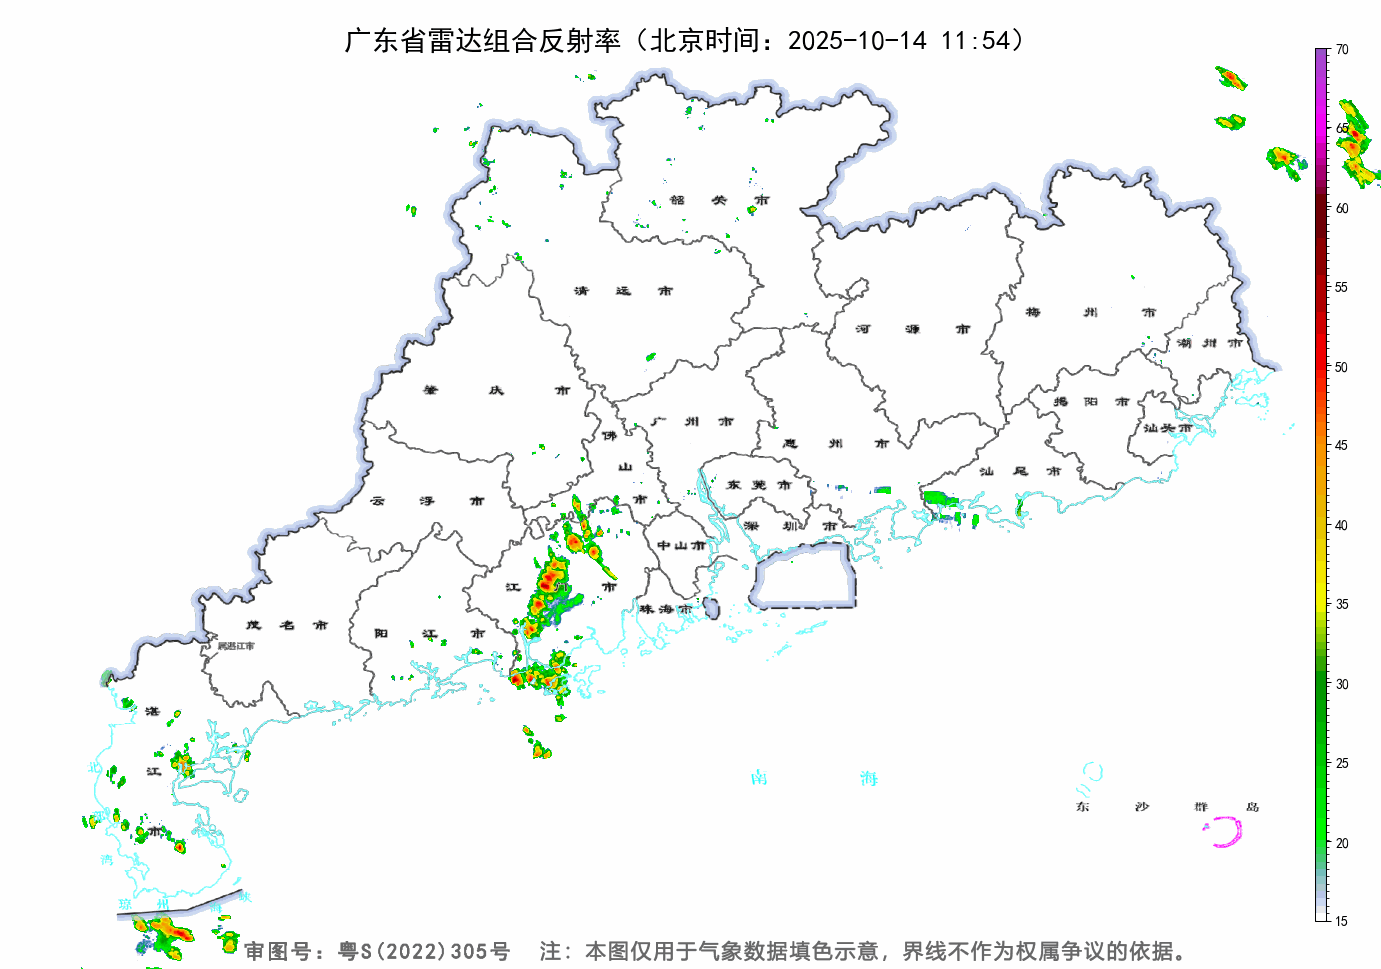 广东省雷达组合反射率（北京时间：2025-10-14 11:54）
70
65
60
55
50
45
40
35
30
25
20
15
韶关市
清远市
河源市
梅州市
潮州市
肇庆市
广州市
揭阳市
汕头市
佛山市
惠州市
汕尾市
云浮市
东莞市
深圳市
中山市
江门市
珠海市
茂名市
阳江市
属湛江市
湛江市
北部湾
南海
东沙群岛
琼州海峡
审图号：粤S(2022)305号 注：本图仅用于气象数据填色示意，界线不作为权属争议的依据。